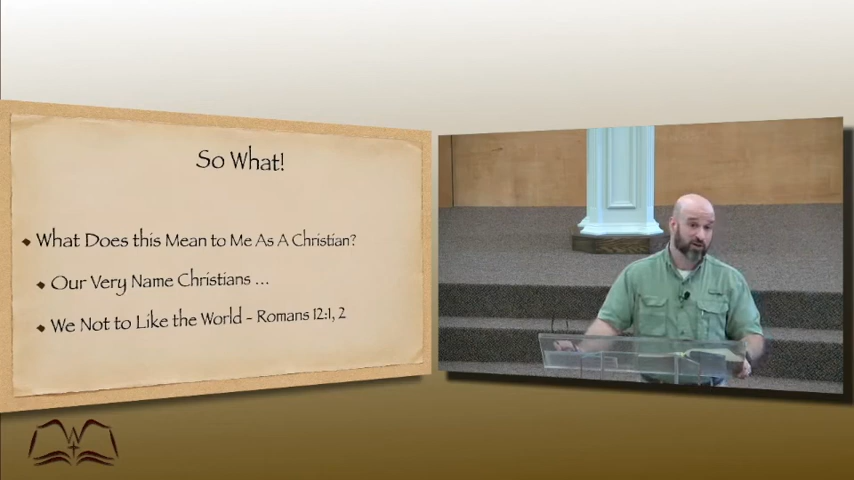 So What!
What Does this Mean to Me As A Christian?
Our Very Name Christians ...
We Not to Like the World - Romans 12:1, 2